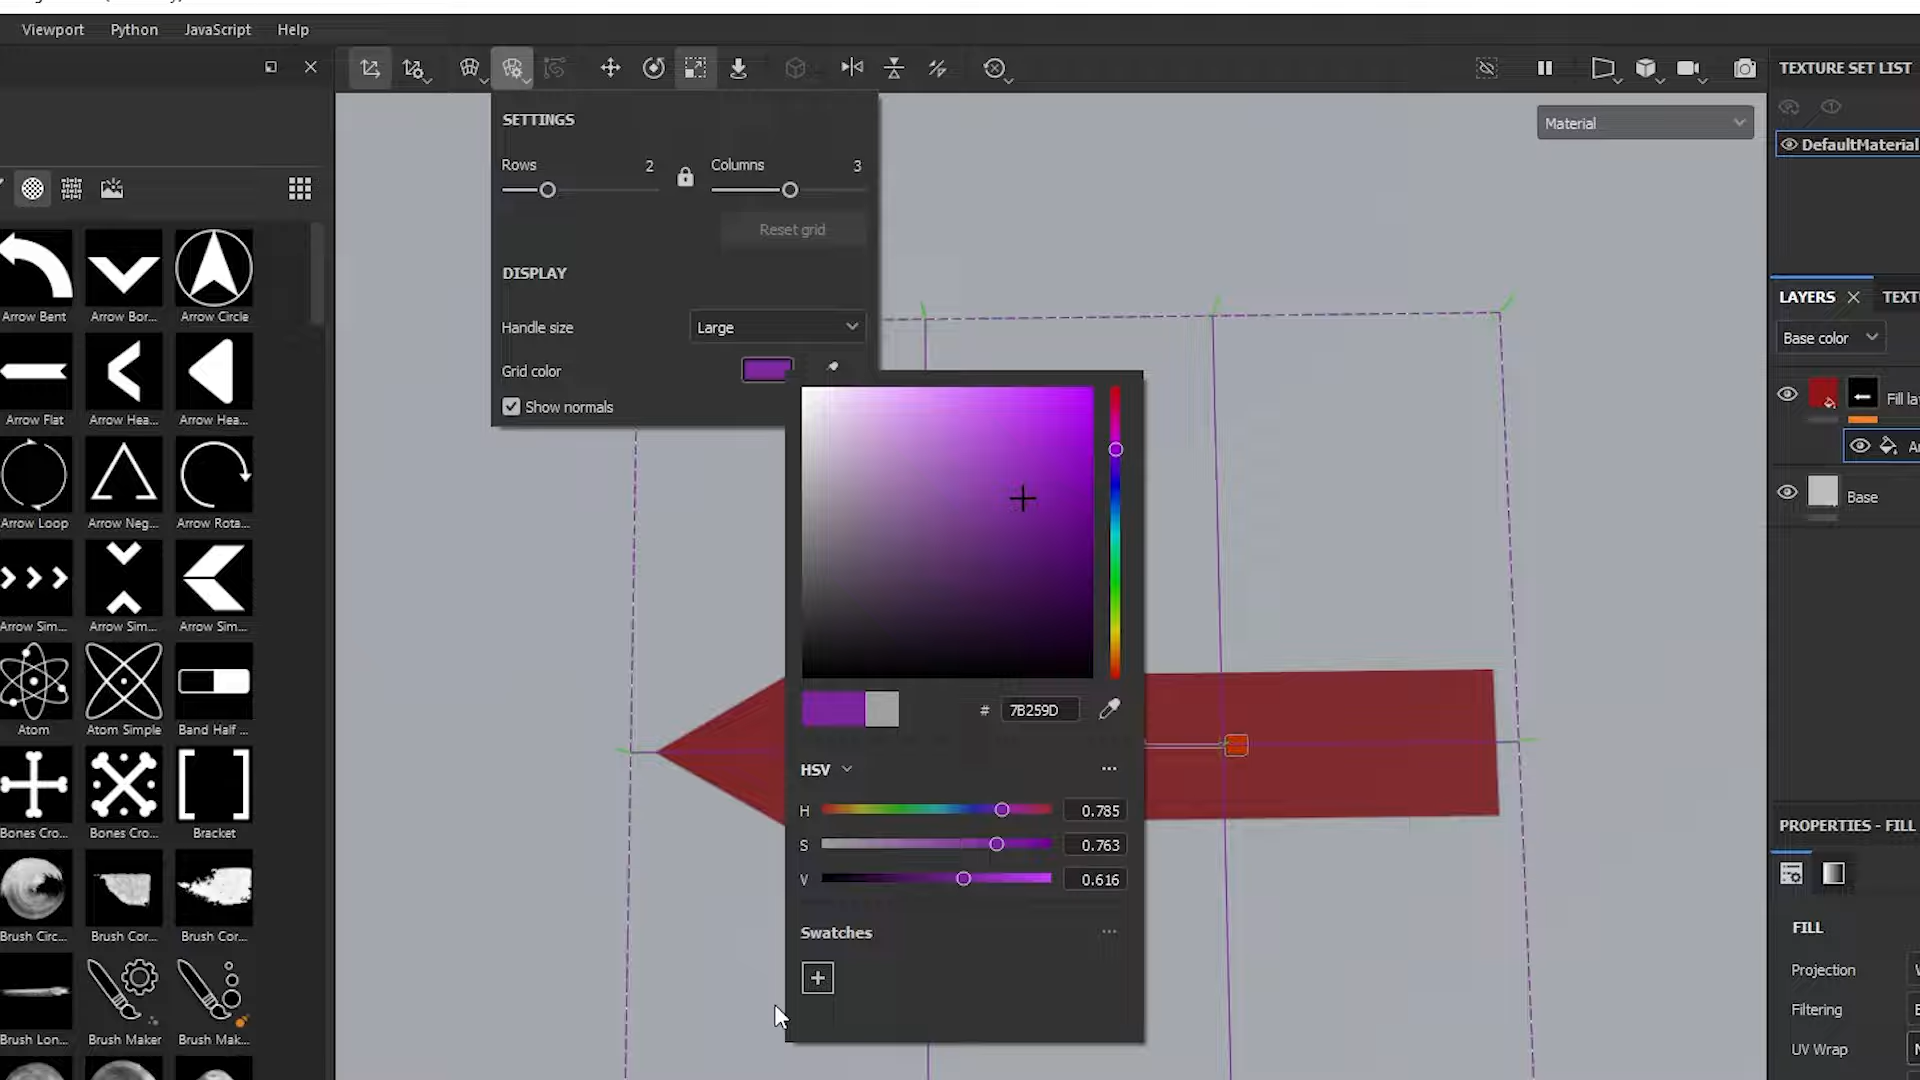 Viewport Python JavaScript Help
TEXTURE SET LIST
SETTINGS
Material
DefaultMaterial
Rows 2 Columns 3
Reset grid
DISPLAY
LAYERS
Handle size Large
Base color
Grid color
Show normals
Fill
Base
Arrow Bent Arrow Bor... Arrow Circle
Arrow Flat Arrow Hea... Arrow Hea...
Arrow Loop Arrow Neg... Arrow Rota...
Arrow Sim... Arrow Sim... Arrow Sim...
Atom Atom Simple Band Half ...
Bones Cro... Bones Cro... Bracket
Brush Circ... Brush Cor... Brush Cor...
Brush Lon... Brush Maker Brush Mak...
# 7B259D
HSV
H 0.785
S 0.763
V 0.616
Swatches
PROPERTIES - FILL
FILL
Projection
Filtering
UV Wrap